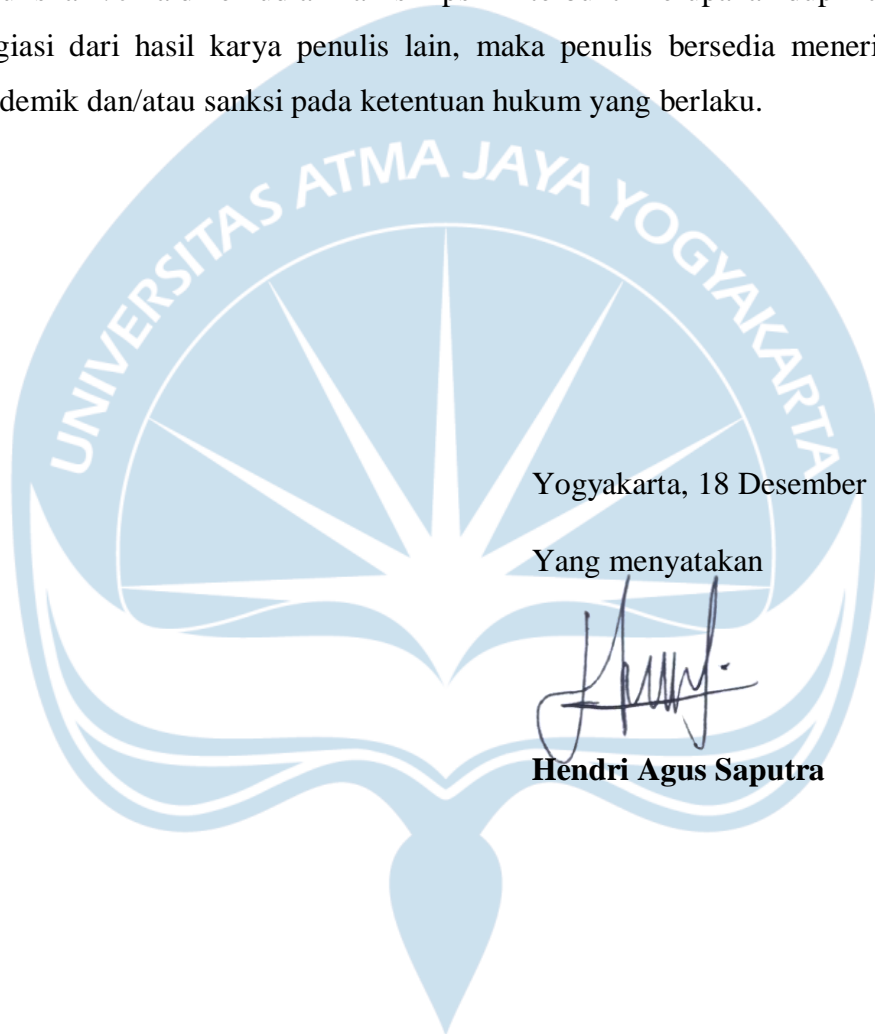 giasi dari hasil karya penulis lain, maka penulis bersedia meneri
demik dan/atau sanksi pada ketentuan hukum yang berlaku.
UNIVERSITAS ATMA JAYA YOGYAKARTA
Yogyakarta, 18 Desember
Yang menyatakan
Hendri Agus Saputra